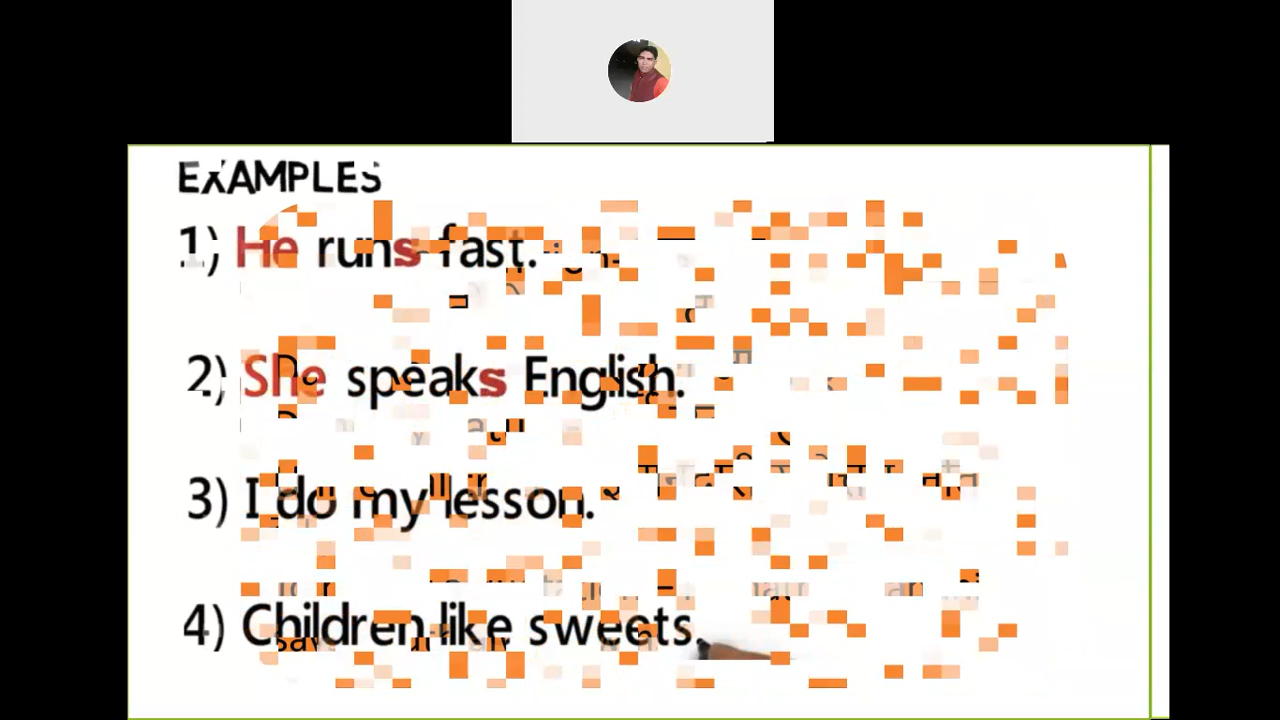 EXAMPLES
1) He runs fast.
2) She speaks English.
3) I do my lesson.
4) Children like sweets.